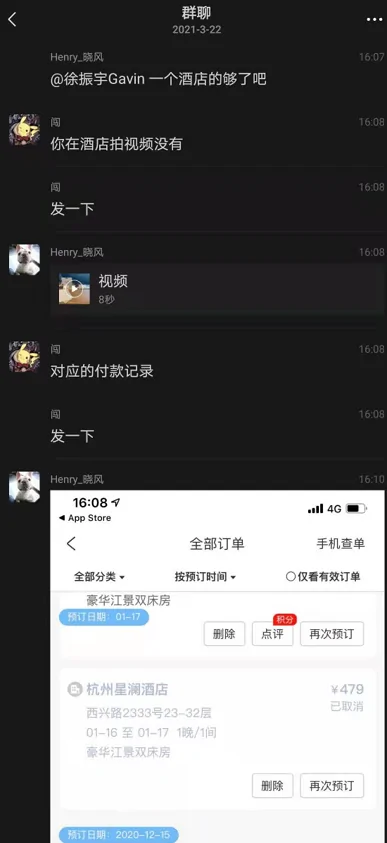 群聊
2021-3-22
Henry_晓风 16:07
@徐振宇Gavin 一个酒店的够了吧
闯 16:08
你在酒店拍视频没有
闯 16:08
发一下
Henry_晓风 16:08
视频
8秒
闯 16:08
对应的付款记录
闯 16:08
发一下
Henry_晓风 16:10
16:08 4G
App Store
全部订单 手机查单
全部分类 按预订时间 仅看有效订单
豪华江景双床房
预订日期：01-17
积分
删除 点评 再次预订
杭州星澜酒店 ¥479
西兴路2333号23-32层 已取消
01-16 至 01-17 1晚/1间
豪华江景双床房
删除 再次预订
预订日期：2020-12-15